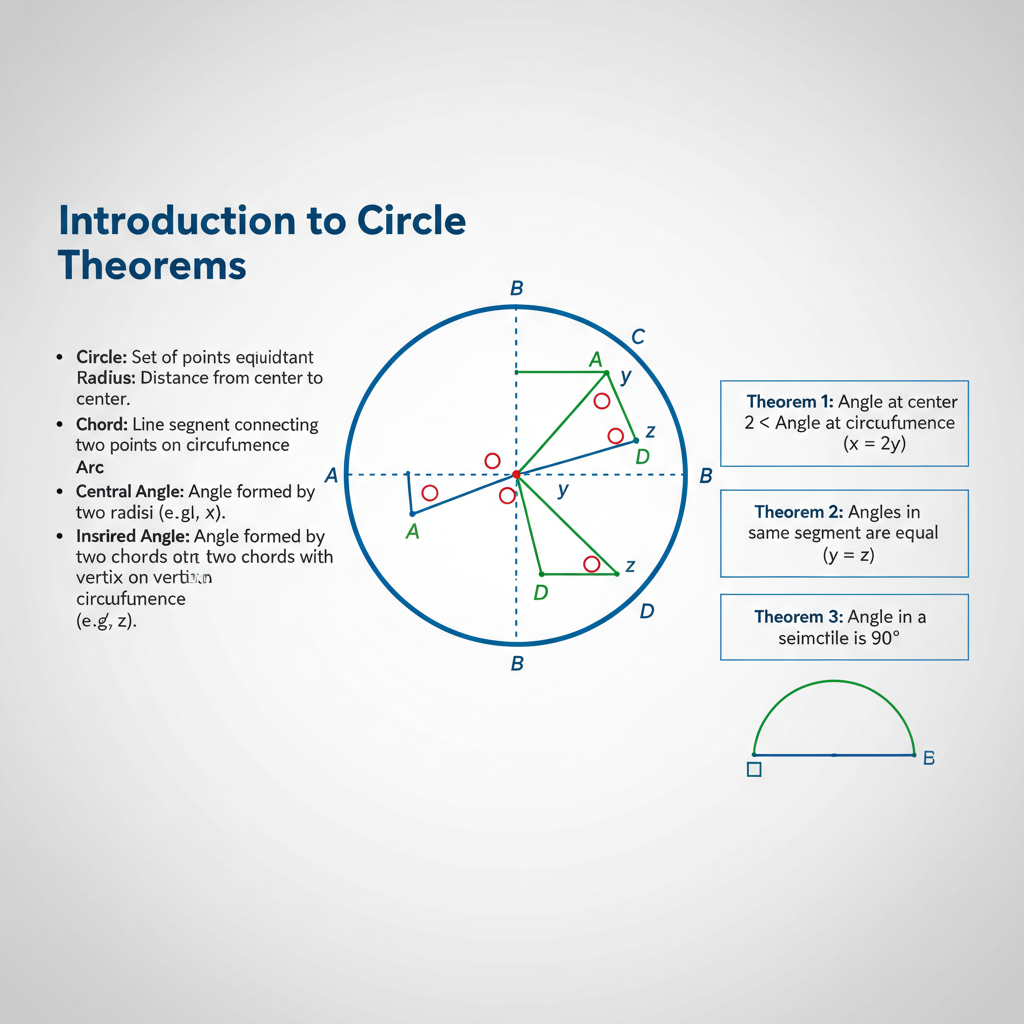 Introduction to Circle
Theorems
• Circle: Set of points equidtant
Radius: Distance from center to
center.
• Chord: Line segnent connecting
two points on circufumence
Arc
• Central Angle: Angle formed by
two radisi (e.gl, x).
• Insrired Angle: Angle formed by
two chords otn two chords with
vertix on
circuufumence
(e.g, z).
B
C
A
y
z
D
A
B
y
A
z
D
D
B
Theorem 1: Angle at center
2 < Angle at circuufumence
(x = 2y)
Theorem 2: Angles in
same segment are equal
(y = z)
Theorem 3: Angle in a
seimctile is 90°
B